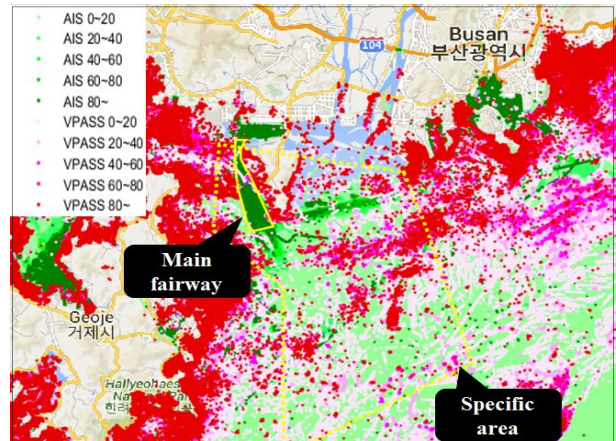 AIS 0~20
AIS 20~40
AIS 40~60
AIS 60~80
AIS 80~
VPASS 0~20
VPASS 20~40
VPASS 40~60
VPASS 60~80
VPASS 80~
Busan
부산광역시
104
Main
fairway
Geoje
거제시
Hallyeohaes
Specific
area